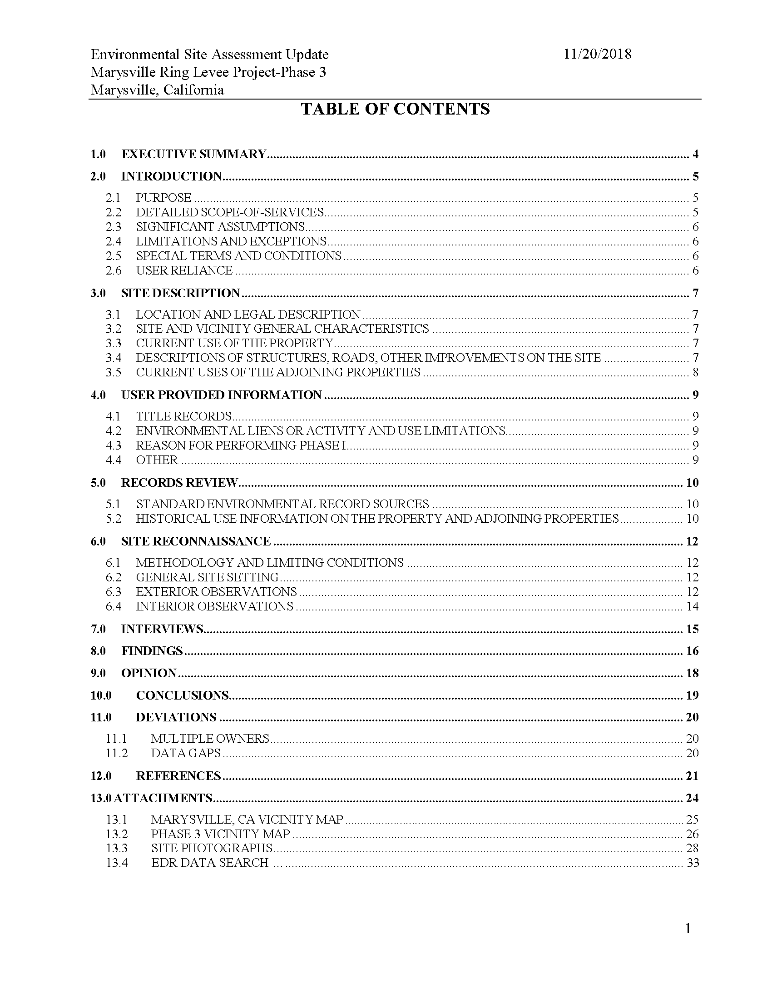 Environmental Site Assessment Update 11/20/2018
Marysville Ring Levee Project-Phase 3
Marysville, California
TABLE OF CONTENTS
1.0 EXECUTIVE SUMMARY 4
2.0 INTRODUCTION 5
2.1 PURPOSE 5
2.2 DETAILED SCOPE-OF-SERVICES 5
2.3 SIGNIFICANT ASSUMPTIONS 6
2.4 LIMITATIONS AND EXCEPTIONS 6
2.5 SPECIAL TERMS AND CONDITIONS 6
2.6 USER RELIANCE 6
3.0 SITE DESCRIPTION 7
3.1 LOCATION AND LEGAL DESCRIPTION 7
3.2 SITE AND VICINITY GENERAL CHARACTERISTICS 7
3.3 CURRENT USE OF THE PROPERTY 7
3.4 DESCRIPTIONS OF STRUCTURES, ROADS, OTHER IMPROVEMENTS ON THE SITE 7
3.5 CURRENT USES OF THE ADJOINING PROPERTIES 8
4.0 USER PROVIDED INFORMATION 9
4.1 TITLE RECORDS 9
4.2 ENVIRONMENTAL LIENS OR ACTIVITY AND USE LIMITATIONS 9
4.3 REASON FOR PERFORMING PHASE I 9
4.4 OTHER 9
5.0 RECORDS REVIEW 10
5.1 STANDARD ENVIRONMENTAL RECORD SOURCES 10
5.2 HISTORICAL USE INFORMATION ON THE PROPERTY AND ADJOINING PROPERTIES 10
6.0 SITE RECONNAISSANCE 12
6.1 METHODOLOGY AND LIMITING CONDITIONS 12
6.2 GENERAL SITE SETTING 12
6.3 EXTERIOR OBSERVATIONS 12
6.4 INTERIOR OBSERVATIONS 14
7.0 INTERVIEWS 15
8.0 FINDINGS 16
9.0 OPINION 18
10.0 CONCLUSIONS 19
11.0 DEVIATIONS 20
11.1 MULTIPLE OWNERS 20
11.2 DATA GAPS 20
12.0 REFERENCES 21
13.0 ATTACHMENTS 24
13.1 MARYSVILLE, CA VICINITY MAP 25
13.2 PHASE 3 VICINITY MAP 26
13.3 SITE PHOTOGRAPHS 28
13.4 EDR DATA SEARCH 33
1